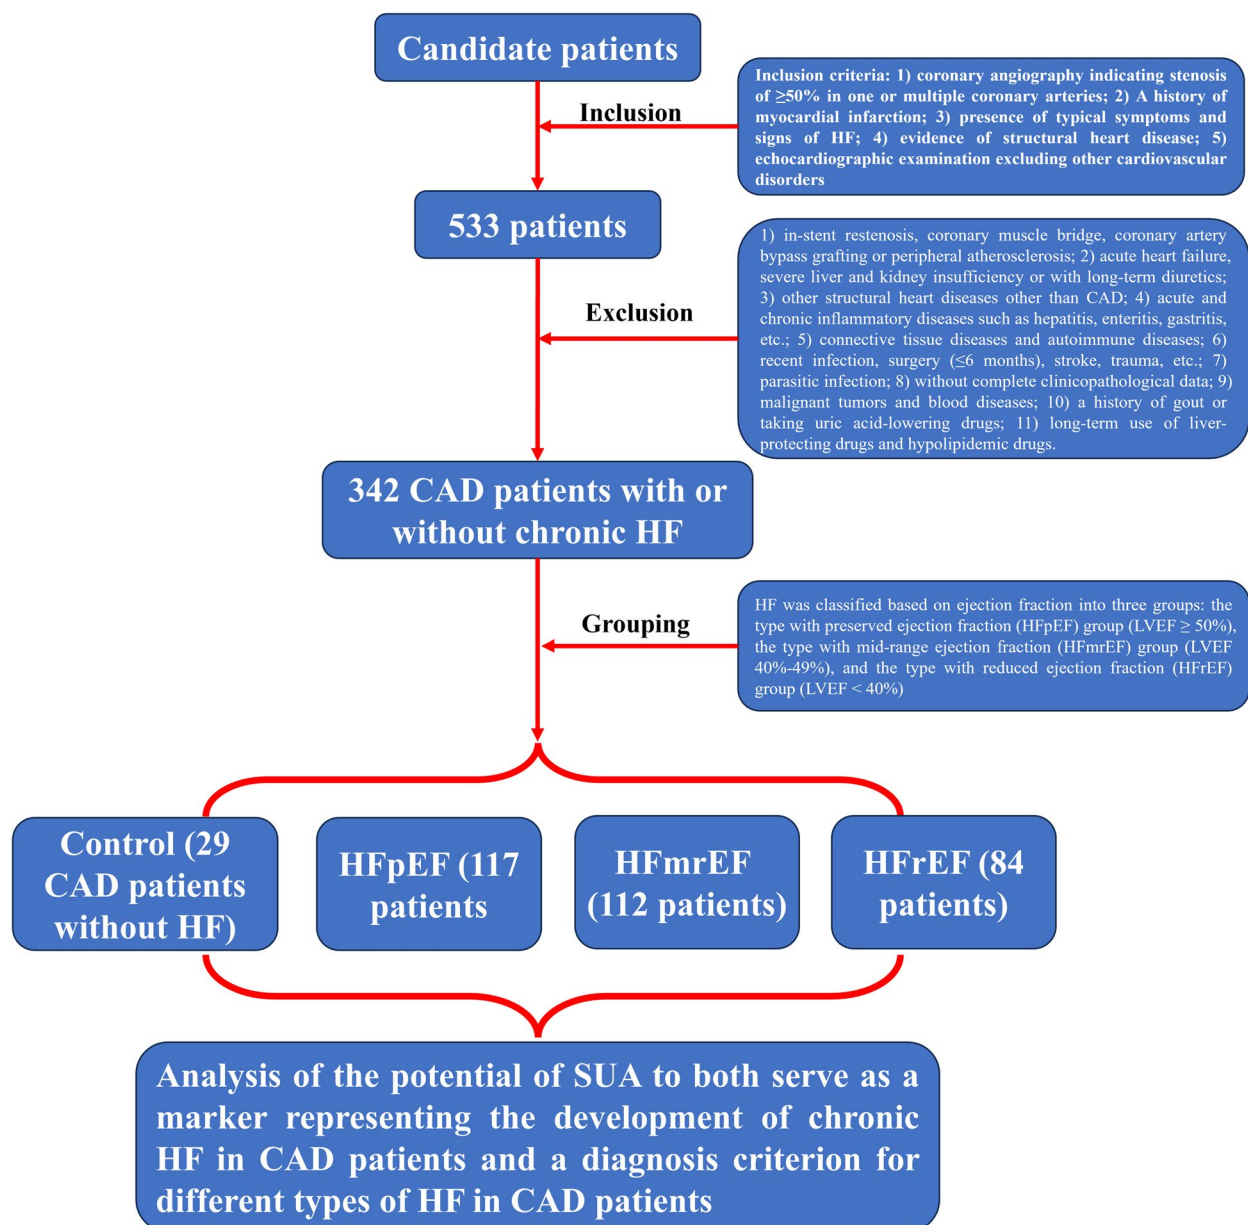 Candidate patients
Inclusion criteria: 1) coronary angiography indicating stenosis
of ≥50% in one or multiple coronary arteries; 2) A history of
myocardial infarction; 3) presence of typical symptoms and
signs of HF; 4) evidence of structural heart disease; 5)
echocardiographic examination excluding other cardiovascular
disorders
Inclusion
533 patients
1) in-stent restenosis, coronary muscle bridge, coronary artery
bypass grafting or peripheral atherosclerosis; 2) acute heart failure,
severe liver and kidney insufficiency or with long-term diuretics;
3) other structural heart diseases other than CAD; 4) acute and
chronic inflammatory diseases such as hepatitis, enteritis, gastritis,
etc.; 5) connective tissue diseases and autoimmune diseases; 6)
recent infection, surgery (≤6 months), stroke, trauma, etc.; 7)
parasitic infection; 8) without complete clinicopathological data; 9)
malignant tumors and blood diseases; 10) a history of gout or
taking uric acid-lowering drugs; 11) long-term use of liver-
protecting drugs and hypolipidemic drugs.
Exclusion
342 CAD patients with or
without chronic HF
HF was classified based on ejection fraction into three groups: the
type with preserved ejection fraction (HFpEF) group (LVEF ≥ 50%),
the type with mid-range ejection fraction (HFmrEF) group (LVEF
40%-49%), and the type with reduced ejection fraction (HFrEF)
group (LVEF < 40%)
Grouping
Control (29
CAD patients
without HF)
HFpEF (117
patients
HFmrEF
(112 patients)
HFrEF (84
patients)
Analysis of the potential of SUA to both serve as a
marker representing the development of chronic
HF in CAD patients and a diagnosis criterion for
different types of HF in CAD patients